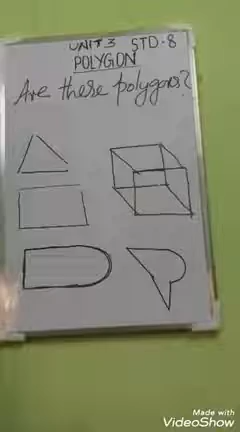 UNIT 3 STD-8
POLYGON
Are these polygons?
Made with
VideoShow